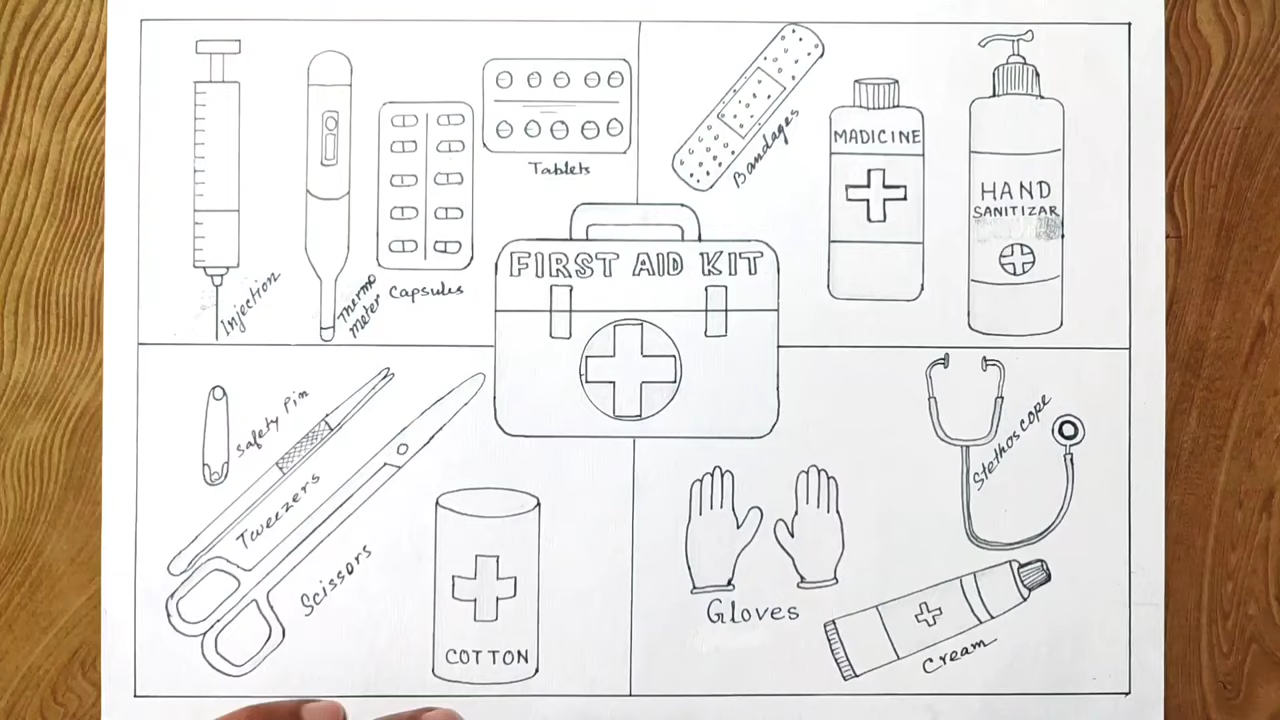 Injection
Thermo
meter
Capsules
Tablets
Bandages
MADICINE
HAND
SANITIZAR
FIRST AID KIT
Safety Pin
Tweezers
Scissors
COTTON
Gloves
Stethoscope
Cream